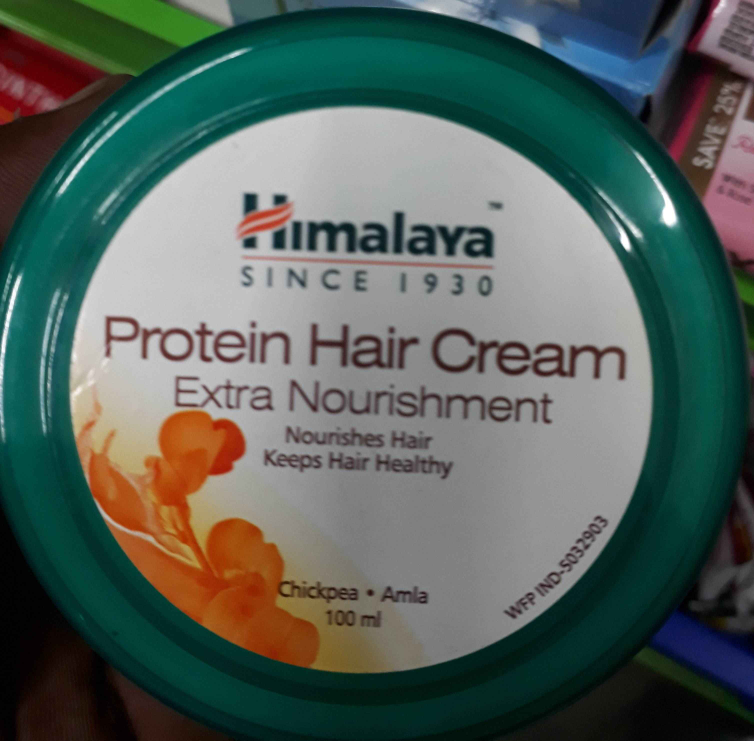 Himalaya™
SINCE 1930
Protein Hair Cream
Extra Nourishment
Nourishes Hair
Keeps Hair Healthy
Chickpea • Amla
100 ml
WFP IND-5032903
SAVE 25%